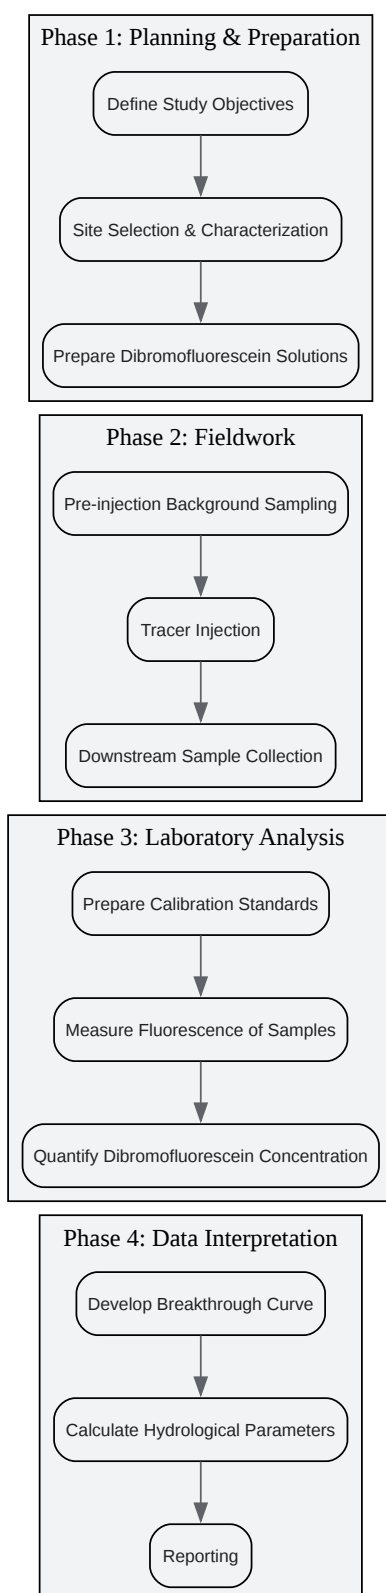 Phase 1: Planning & Preparation
Define Study Objectives
Site Selection & Characterization
Prepare Dibromofluorescein Solutions
Phase 2: Fieldwork
Pre-injection Background Sampling
Tracer Injection
Downstream Sample Collection
Phase 3: Laboratory Analysis
Prepare Calibration Standards
Measure Fluorescence of Samples
Quantify Dibromofluorescein Concentration
Phase 4: Data Interpretation
Develop Breakthrough Curve
Calculate Hydrological Parameters
Reporting